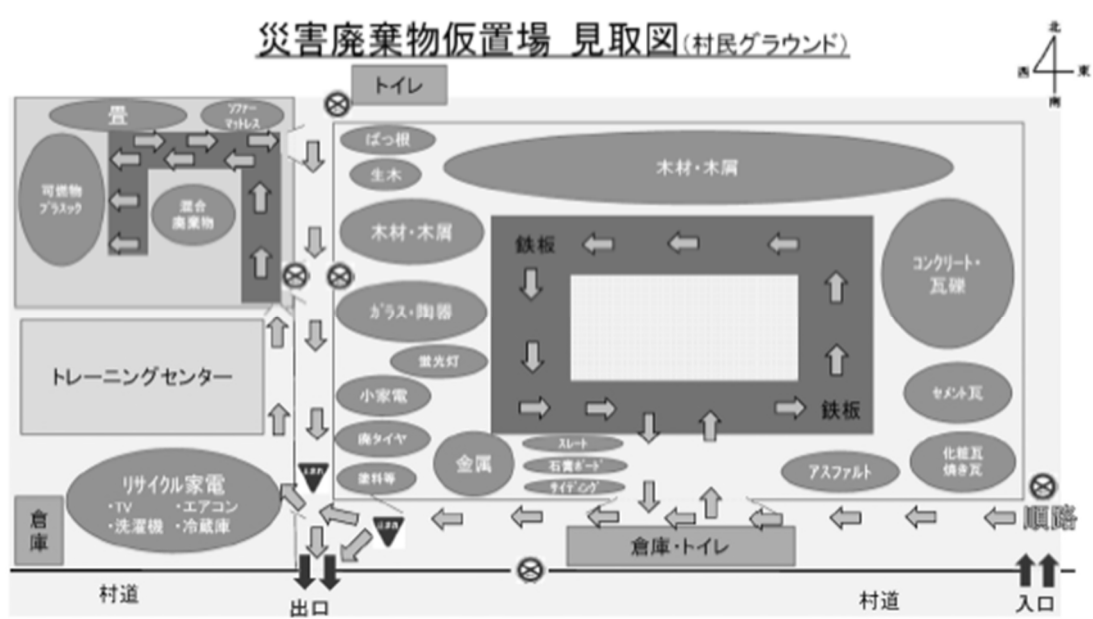 災害廃棄物仮置場 見取図(村民グラウンド)
北
西 東
南
トイレ
畳
ソファー
マットレス
可燃物
プラスック
混合
廃棄物
ばっ根
生木
木材・木屑
木材・木屑
鉄板
コンクリート・
瓦礫
ガラス・陶器
蛍光灯
トレーニングセンター
小家電
セメント瓦
鉄板
廃タイヤ
金属
スレート
石膏ボード
サイディング
アスファルト
化粧瓦
焼き瓦
塗料等
リサイクル家電
・TV ・エアコン
・洗濯機 ・冷蔵庫
止まれ
止まれ
倉庫
倉庫・トイレ
順路
村道
出口
村道
入口